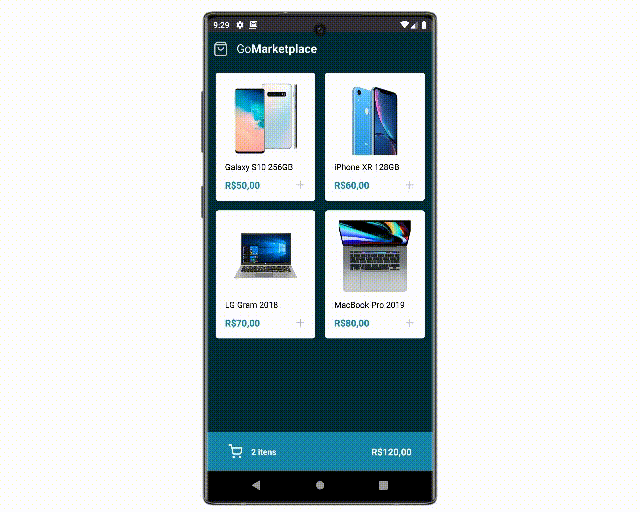 9:29
GoMarketplace
Galaxy S10 256GB
R$50,00 +
iPhone XR 128GB
R$60,00 +
LG Gram 2018
R$70,00 +
MacBook Pro 2019
R$80,00 +
2 itens
R$120,00